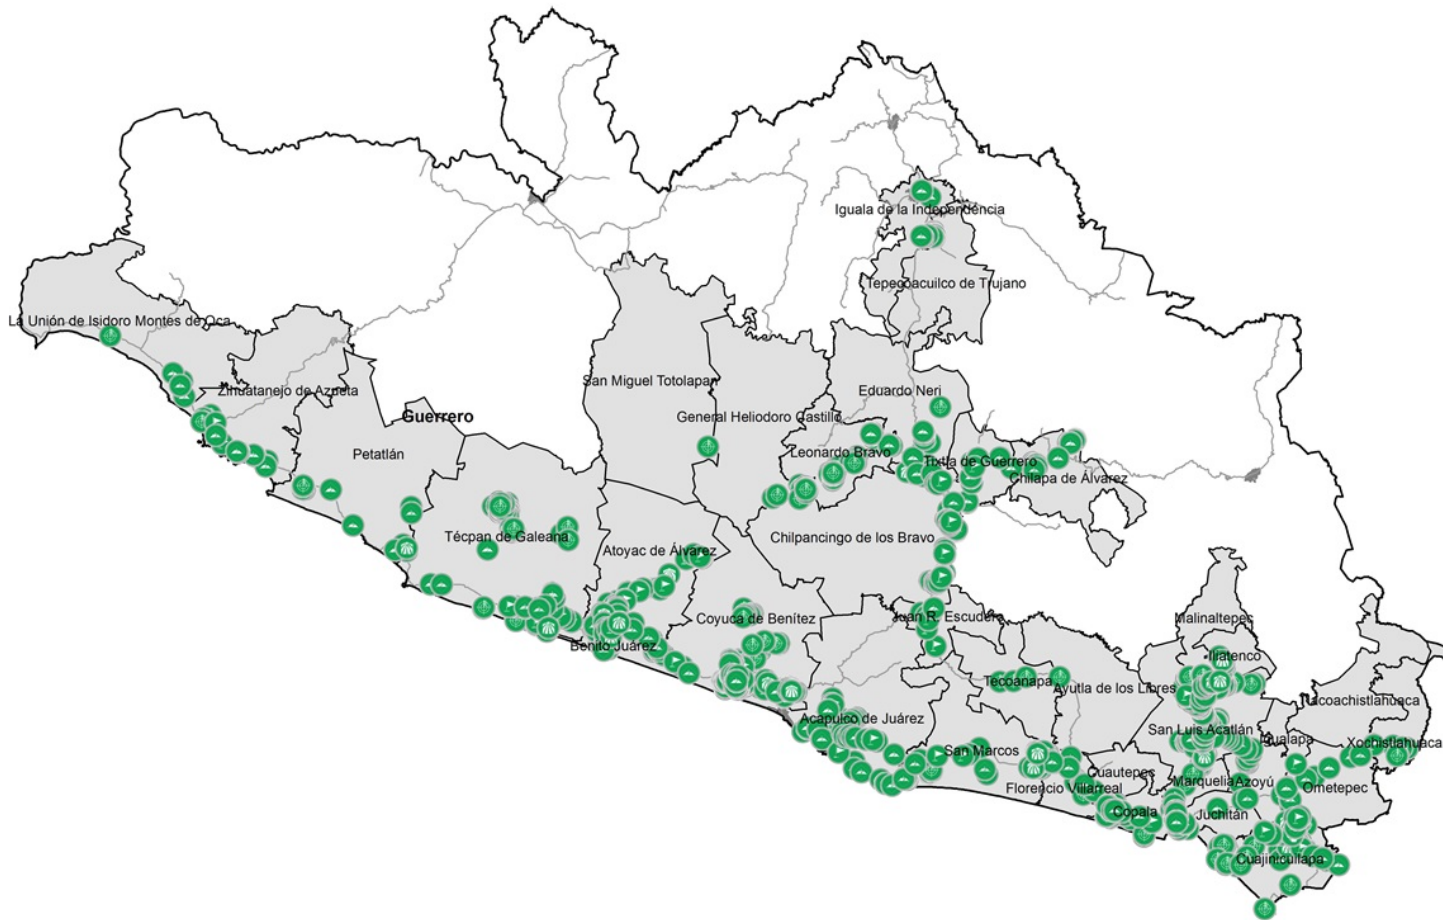 Iguala de la Independencia
Tepecoacuilco de Trujano
La Unión de Isidoro Montes de Oca
Zihuatanejo de Azueta
San Miguel Totolapan
Eduardo Neri
Guerrero
General Heliodoro Castillo
Petatlán
Leonardo Bravo
Tixtla de Guerrero
Chilapa de Álvarez
Técpan de Galeana
Chilpancingo de los Bravo
Atoyac de Álvarez
Coyuca de Benítez
Juan R. Escudero
Malinaltepec
Benito Juárez
Iliatenco
Tecoanapa
Ayutla de los Libres
Tlacoachistlahuaca
Acapulco de Juárez
San Luis Acatlán
Igualapa
Xochistlahuaca
San Marcos
Cuautepec
Marquelia
Azoyú
Ometepec
Florencio Villarreal
Copala
Juchitán
Cuajinicuilapa